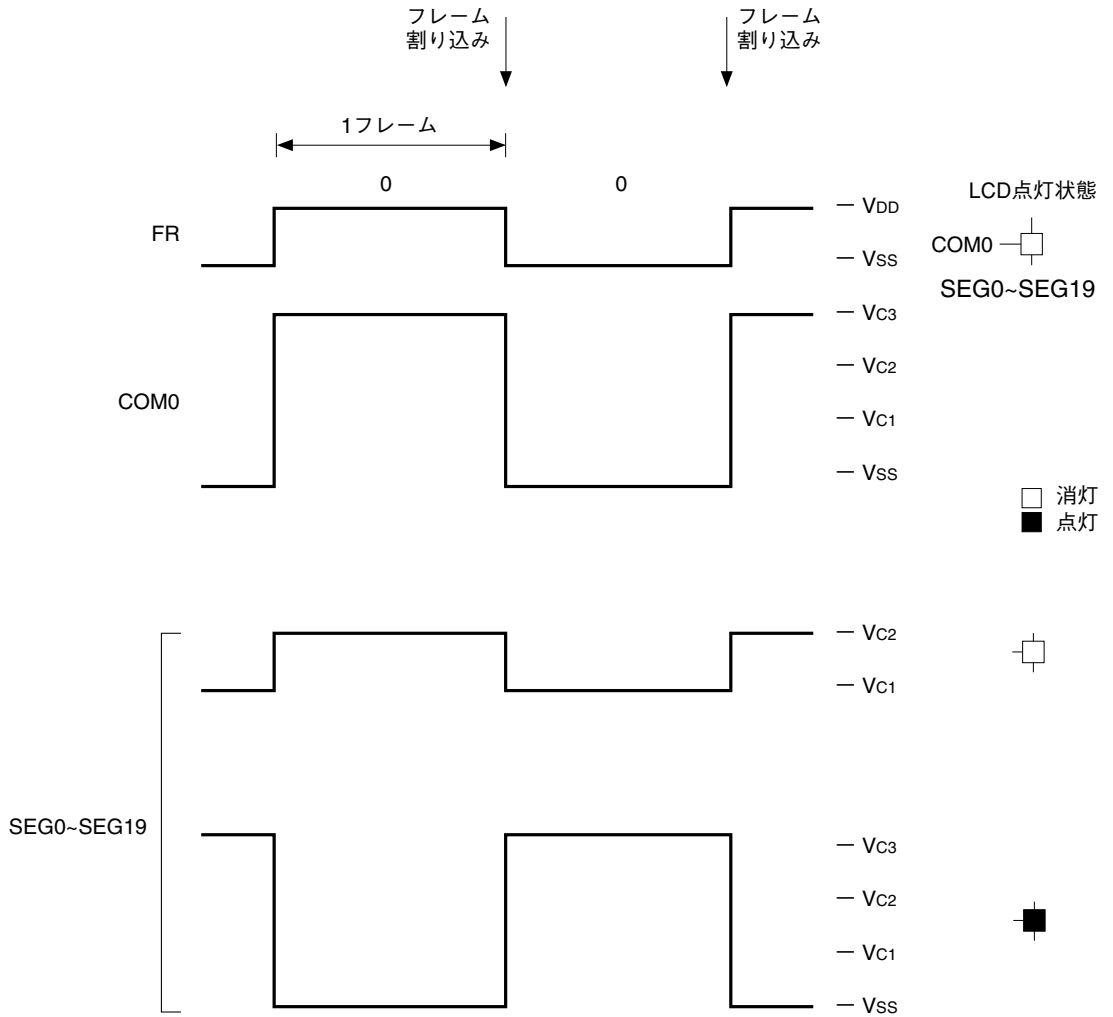 フレーム
割り込み
フレーム
割り込み
1フレーム
0
0
FR
VDD
VSS
LCD点灯状態
COM0
SEG0~SEG19
COM0
VC3
VC2
VC1
VSS
消灯
点灯
SEG0~SEG19
VC2
VC1
VC3
VC2
VC1
VSS